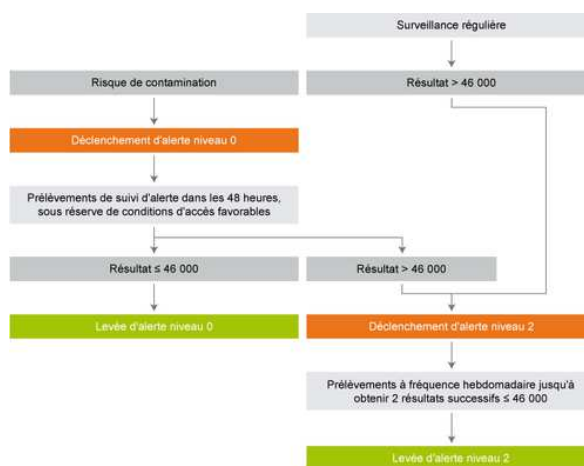 Surveillance régulière
Risque de contamination
Résultat > 46 000
Déclenchement d'alerte niveau 0
Prélèvements de suivi d'alerte dans les 48 heures,
sous réserve de conditions d'accès favorables
Résultat ≤ 46 000
Résultat > 46 000
Levée d'alerte niveau 0
Déclenchement d'alerte niveau 2
Prélèvements à fréquence hebdomadaire jusqu'à
obtenir 2 résultats successifs ≤ 46 000
Levée d'alerte niveau 2